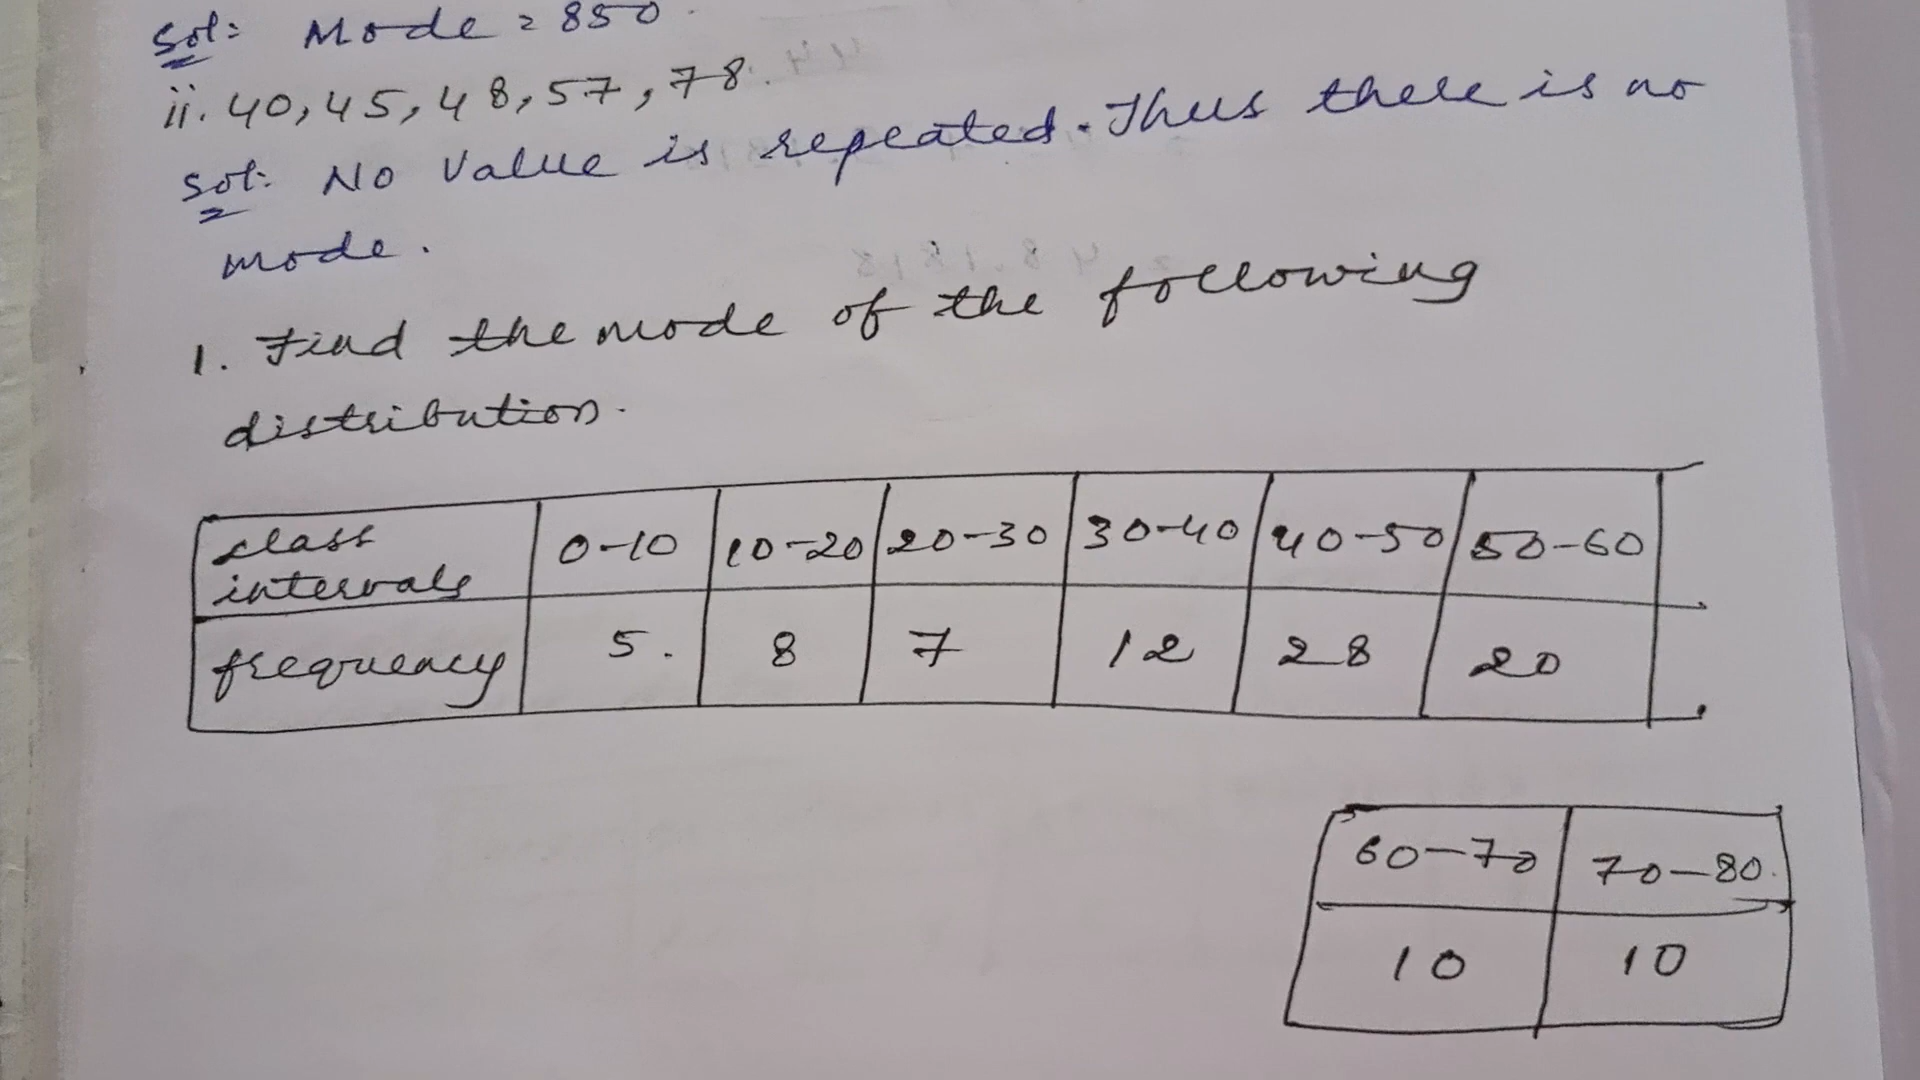 Sol: Mode = 850.
ii. 40, 45, 48, 57, 78.
Sol: No Value is repeated. Thus there is no
mode.
1. Find the mode of the following
distribution.
class intervals 0-10 10-20 20-30 30-40 40-50 50-60
frequency 5. 8 7 12 28 20
60-70 70-80.
10 10